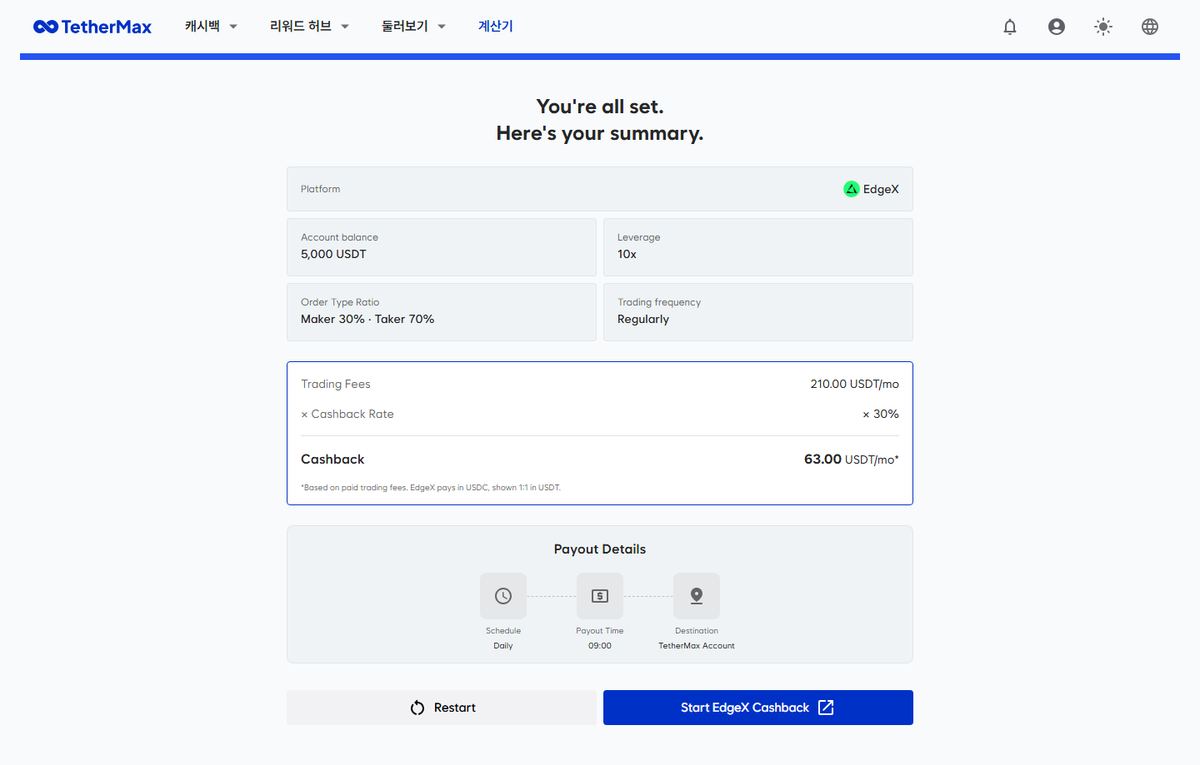 TetherMax 캐시백 리워드 허브 둘러보기 계산기
You're all set.
Here's your summary.
Platform EdgeX
Account balance
5,000 USDT
Leverage
10x
Order Type Ratio
Maker 30% · Taker 70%
Trading frequency
Regularly
Trading Fees 210.00 USDT/mo
× Cashback Rate × 30%
Cashback 63.00 USDT/mo*
*Based on paid trading fees. EdgeX pays in USDC, shown 1:1 in USDT.
Payout Details
Schedule
Daily
Payout Time
09:00
Destination
TetherMax Account
Restart
Start EdgeX Cashback